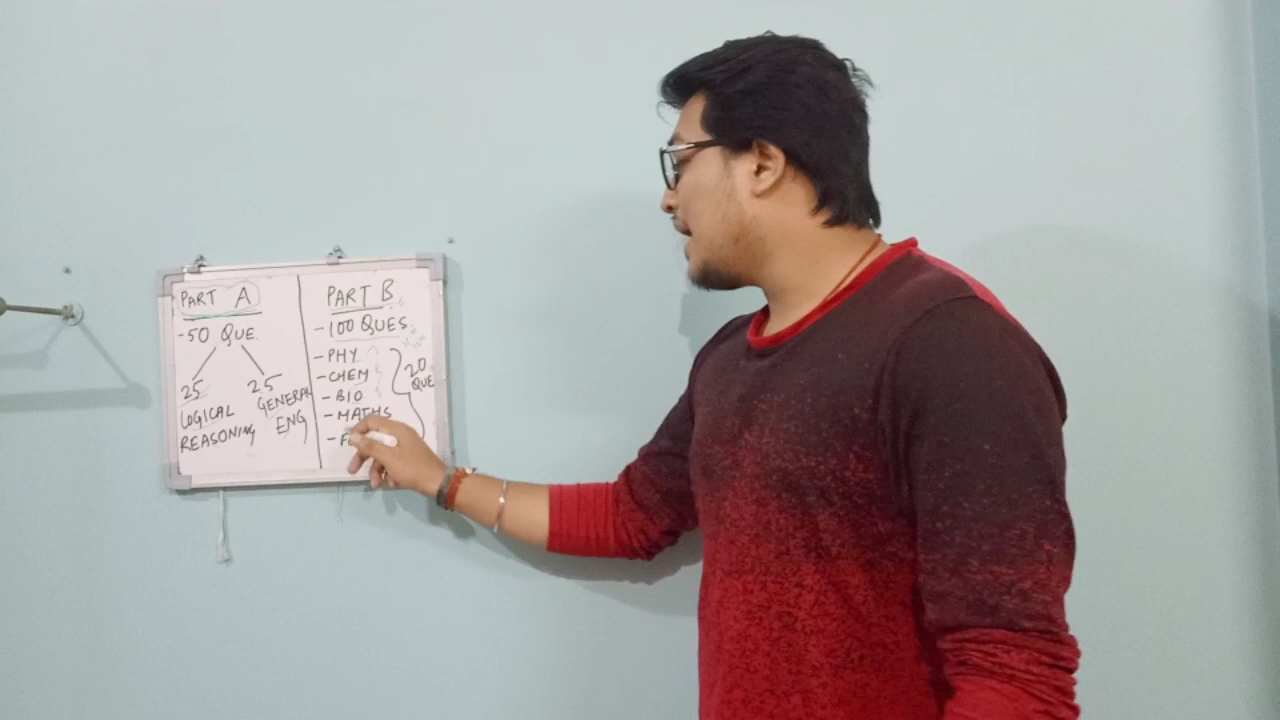 PART A
-50 QUE.
25
LOGICAL
REASONING
25
GENERAL
ENG
PART B
-100 QUES.
-PHY
-CHEM
-BIO
-MATHS
20
QUE